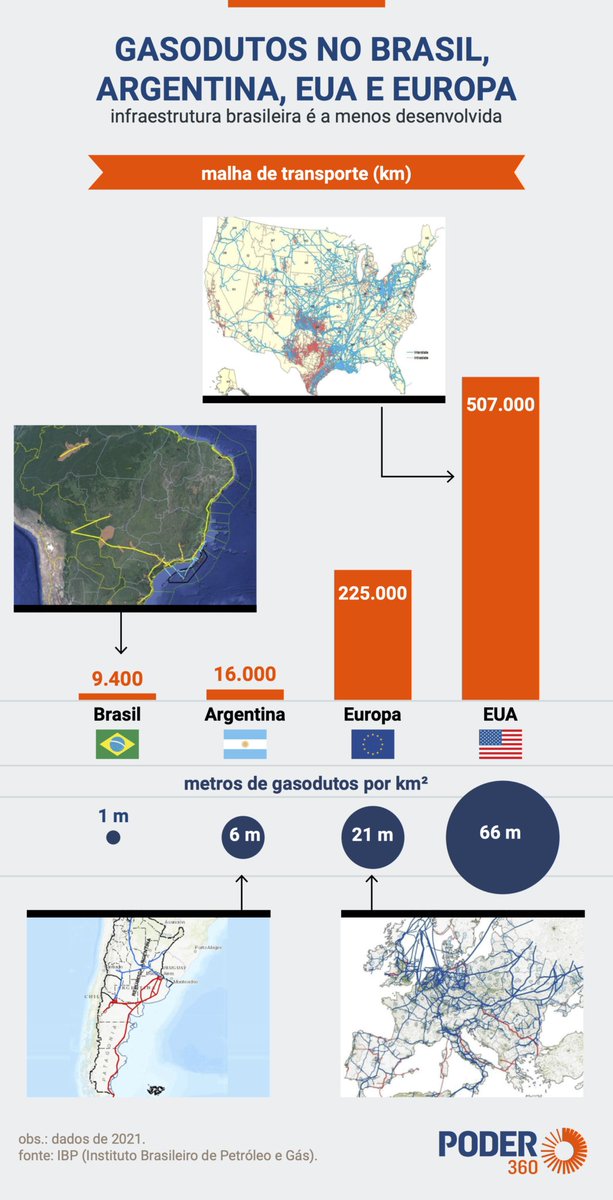 GASODUTOS NO BRASIL,
ARGENTINA, EUA E EUROPA
infraestrutura brasileira é a menos desenvolvida
malha de transporte (km)
507.000
225.000
9.400
16.000
Brasil
Argentina
Europa
EUA
metros de gasodutos por km²
1 m
6 m
21 m
66 m
obs.: dados de 2021.
fonte: IBP (Instituto Brasileiro de Petróleo e Gás).
PODER
360